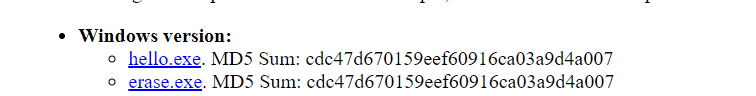 Windows version:
hello.exe. MD5 Sum: cdc47d670159eef60916ca03a9d4a007
erase.exe. MD5 Sum: cdc47d670159eef60916ca03a9d4a007